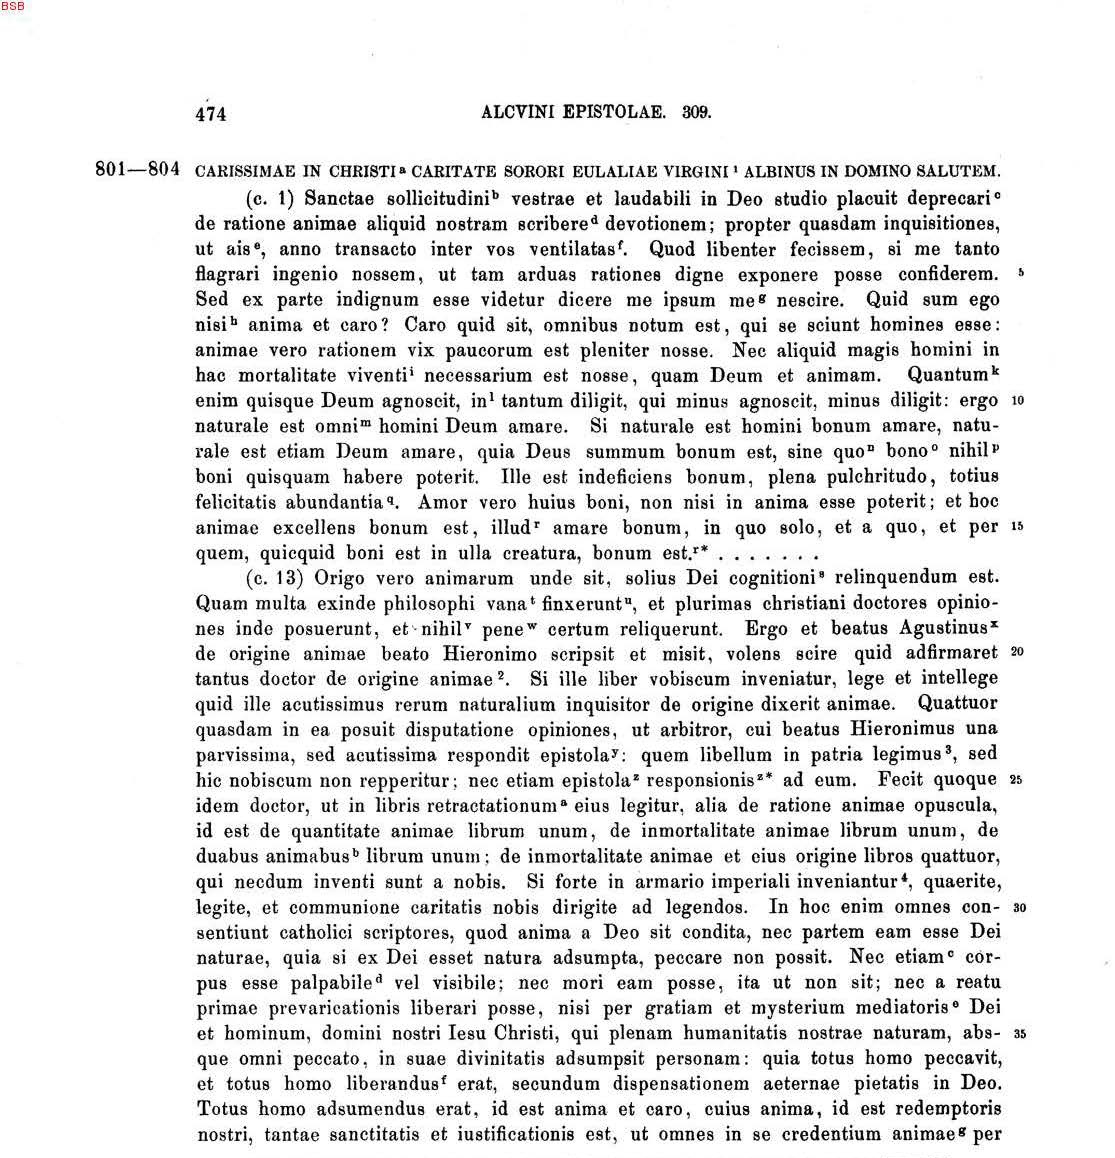 BSB
474 ALCVINI EPISTOLAE. 309.
801—804 CARISSIMAE IN CHRISTI a CARITATE SORORI EULALIAE VIRGINI 1 ALBINUS IN DOMINO SALUTEM.
(c. 1) Sanctae sollicitudini b vestrae et laudabili in Deo studio placuit deprecari c
de ratione animae aliquid nostram scribere d devotionem; propter quasdam inquisitiones,
ut ais e, anno transacto inter vos ventilatas f. Quod libenter fecissem, si me tanto
flagrari ingenio nossem, ut tam arduas rationes digne exponere posse confiderem. 5
Sed ex parte indignum esse videtur dicere me ipsum me g nescire. Quid sum ego
nisi h anima et caro? Caro quid sit, omnibus notum est, qui se sciunt homines esse:
animae vero rationem vix paucorum est pleniter nosse. Nec aliquid magis homini in
hac mortalitate viventi i necessarium est nosse, quam Deum et animam. Quantum k
enim quisque Deum agnoscit, in l tantum diligit, qui minus agnoscit, minus diligit: ergo 10
naturale est omni m homini Deum amare. Si naturale est homini bonum amare, natu-
rale est etiam Deum amare, quia Deus summum bonum est, sine quo n bono o nihil p
boni quisquam habere poterit. Ille est indeficiens bonum, plena pulchritudo, totius
felicitatis abundantia q. Amor vero huius boni, non nisi in anima esse poterit; et hoc
animae excellens bonum est, illud r amare bonum, in quo solo, et a quo, et per 15
quem, quicquid boni est in ulla creatura, bonum est. r* . . . . . . .
(c. 13) Origo vero animarum unde sit, solius Dei cognitioni s relinquendum est.
Quam multa exinde philosophi vana t finxerunt u, et plurimas christiani doctores opinio-
nes inde posuerunt, et nihil v pene w certum reliquerunt. Ergo et beatus Agustinus x
de origine animae beato Hieronimo scripsit et misit, volens scire quid adfirmaret 20
tantus doctor de origine animae 2. Si ille liber vobiscum inveniatur, lege et intellege
quid ille acutissimus rerum naturalium inquisitor de origine dixerit animae. Quattuor
quasdam in ea posuit disputatione opiniones, ut arbitror, cui beatus Hieronimus una
parvissima, sed acutissima respondit epistola y: quem libellum in patria legimus 3, sed
hic nobiscum non repperitur; nec etiam epistola z responsionis z* ad eum. Fecit quoque 25
idem doctor, ut in libris retractationum a eius legitur, alia de ratione animae opuscula,
id est de quantitate animae librum unum, de inmortalitate animae librum unum, de
duabus animabus b librum unum; de inmortalitate animae et eius origine libros quattuor,
qui necdum inventi sunt a nobis. Si forte in armario imperiali inveniantur 4, quaerite,
legite, et communione caritatis nobis dirigite ad legendos. In hoc enim omnes con- 30
sentiunt catholici scriptores, quod anima a Deo sit condita, nec partem eam esse Dei
naturae, quia si ex Dei esset natura adsumpta, peccare non possit. Nec etiam c cor-
pus esse palpabile d vel visibile; nec mori eam posse, ita ut non sit; nec a reatu
primae prevaricationis liberari posse, nisi per gratiam et mysterium mediatoris e Dei
et hominum, domini nostri Iesu Christi, qui plenam humanitatis nostrae naturam, abs- 35
que omni peccato, in suae divinitatis adsumpsit personam: quia totus homo peccavit,
et totus homo liberandus f erat, secundum dispensationem aeternae pietatis in Deo.
Totus homo adsumendus erat, id est anima et caro, cuius anima, id est redemptoris
nostri, tantae sanctitatis et iustificationis est, ut omnes in se credentium animae g per